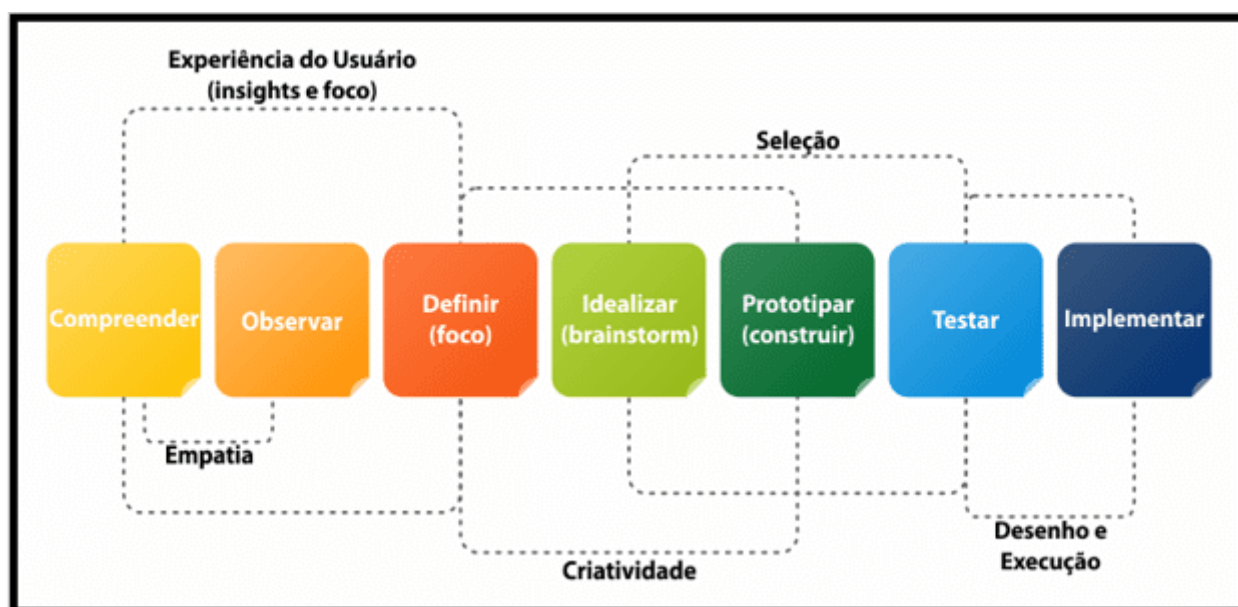 Experiência do Usuário
(insights e foco)
Seleção
Compreender
Observar
Definir
(foco)
Idealizar
(brainstorm)
Prototipar
(construir)
Testar
Implementar
Empatia
Criatividade
Desenho e
Execução